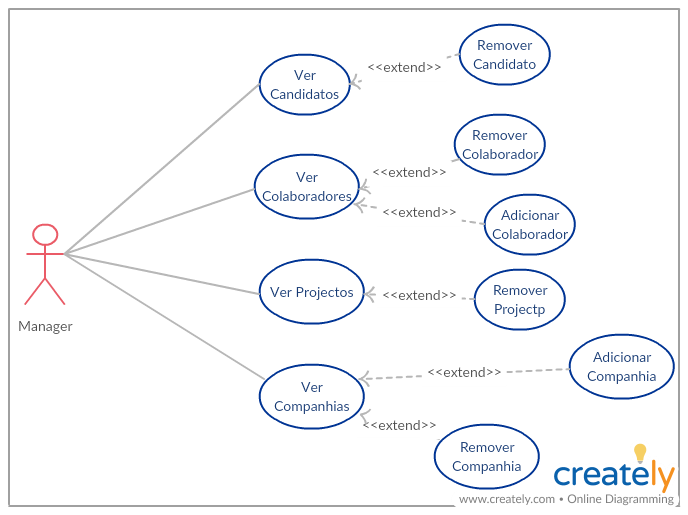 Remover
Candidato
<<extend>>
Ver
Candidatos
Remover
Colaborador
<<extend>>
Ver
Colaboradores
<<extend>>
Adicionar
Colaborador
Manager
Ver Projectos
<<extend>>
Remover
Projectp
Adicionar
Companhia
<<extend>>
Ver
Companhias
<<extend>>
Remover
Companhia
creately
www.creately.com • Online Diagramming